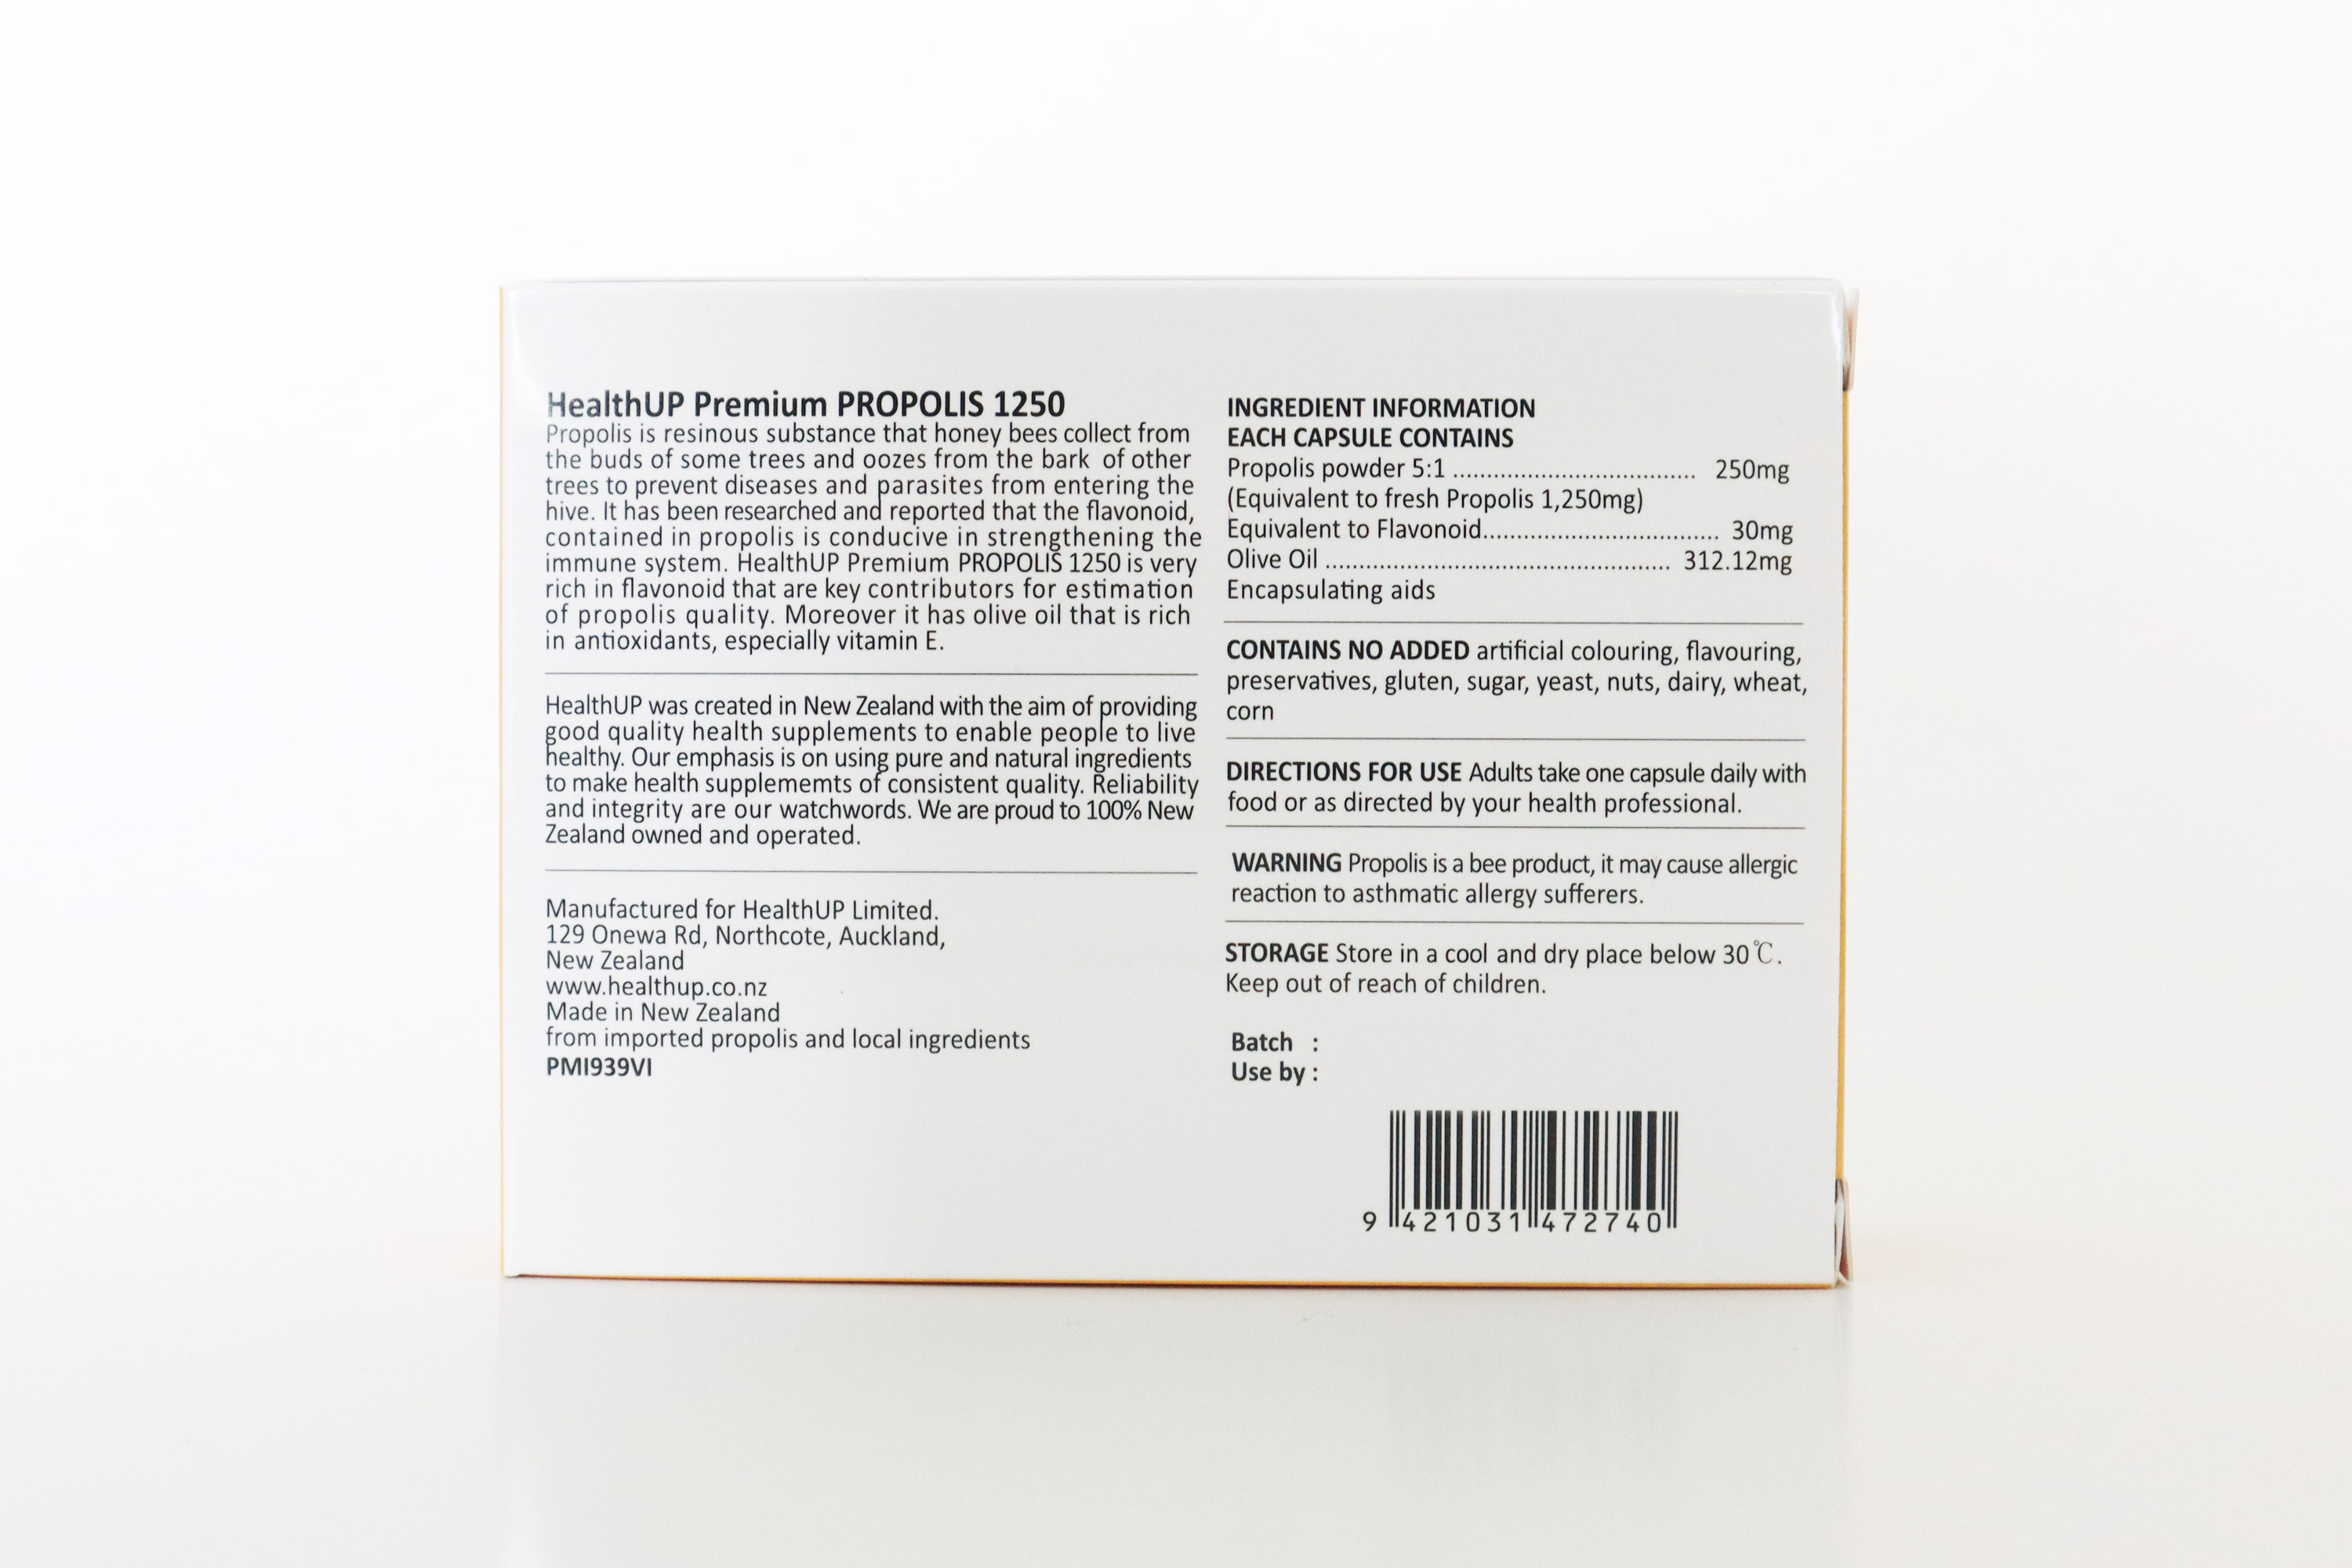 HealthUP Premium PROPOLIS 1250
Propolis is resinous substance that honey bees collect from
the buds of some trees and oozes from the bark of other
trees to prevent diseases and parasites from entering the
hive. It has been researched and reported that the flavonoid,
contained in propolis is conducive in strengthening the
immune system. HealthUP Premium PROPOLIS 1250 is very
rich in flavonoid that are key contributors for estimation
of propolis quality. Moreover it has olive oil that is rich
in antioxidants, especially vitamin E.
HealthUP was created in New Zealand with the aim of providing
good quality health supplements to enable people to live
healthy. Our emphasis is on using pure and natural ingredients
to make health supplememts of consistent quality. Reliability
and integrity are our watchwords. We are proud to 100% New
Zealand owned and operated.
Manufactured for HealthUP Limited.
129 Onewa Rd, Northcote, Auckland,
New Zealand
www.healthup.co.nz
Made in New Zealand
from imported propolis and local ingredients
PMI939VI
INGREDIENT INFORMATION
EACH CAPSULE CONTAINS
Propolis powder 5:1 .................................... 250mg
(Equivalent to fresh Propolis 1,250mg)
Equivalent to Flavonoid................................... 30mg
Olive Oil ................................................... 312.12mg
Encapsulating aids
CONTAINS NO ADDED artificial colouring, flavouring,
preservatives, gluten, sugar, yeast, nuts, dairy, wheat,
corn
DIRECTIONS FOR USE Adults take one capsule daily with
food or as directed by your health professional.
WARNING Propolis is a bee product, it may cause allergic
reaction to asthmatic allergy sufferers.
STORAGE Store in a cool and dry place below 30℃.
Keep out of reach of children.
Batch :
Use by :
9 421031 472740